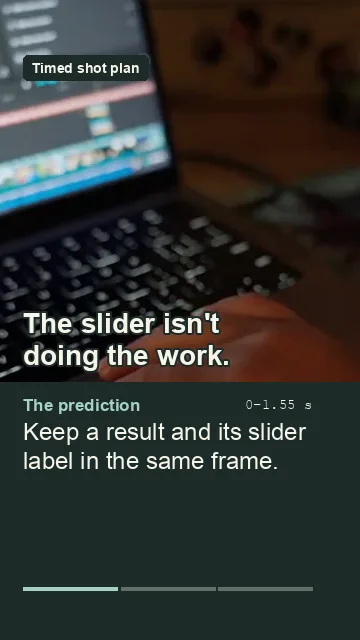 Timed shot plan
The slider isn't
doing the work.
The prediction
0–1.55 s
Keep a result and its slider
label in the same frame.